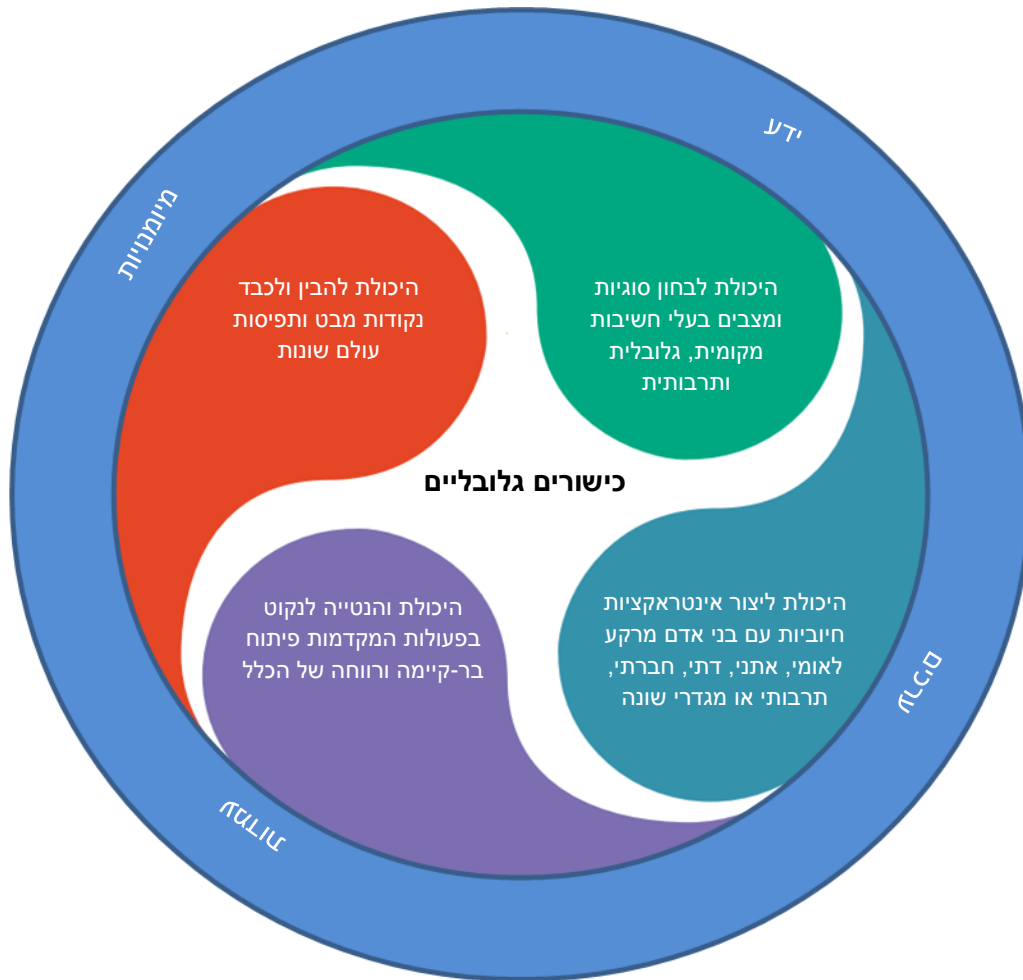 ידע
מיומנויות
היכולת לבחון סוגיות
ומצבים בעלי חשיבות
מקומית, גלובלית
ותרבותית
היכולת להבין ולכבד
נקודות מבט ותפיסות
עולם שונות
כישורים גלובליים
היכולת ליצור אינטראקציות
חיוביות עם בני אדם מרקע
לאומי, אתני, דתי, חברתי,
תרבותי או מגדרי שונה
היכולת והנטייה לנקוט
בפעולות המקדמות פיתוח
בר-קיימה ורווחה של הכלל
ערכים
עמדות